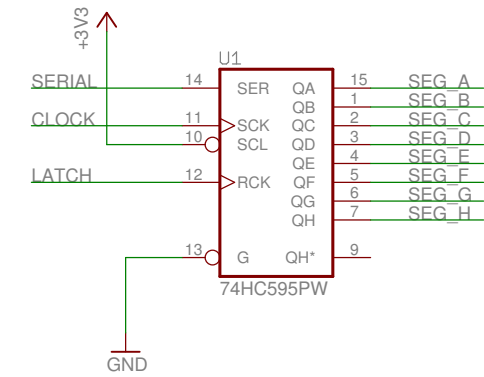 +3V3
U1
SERIAL 14 SER QA 15 SEG_A
QB 1 SEG_B
CLOCK 11 SCK QC 2 SEG_C
10 SCL QD 3 SEG_D
QE 4 SEG_E
LATCH 12 RCK QF 5 SEG_F
QG 6 SEG_G
QH 7 SEG_H
13 G QH* 9
74HC595PW
GND